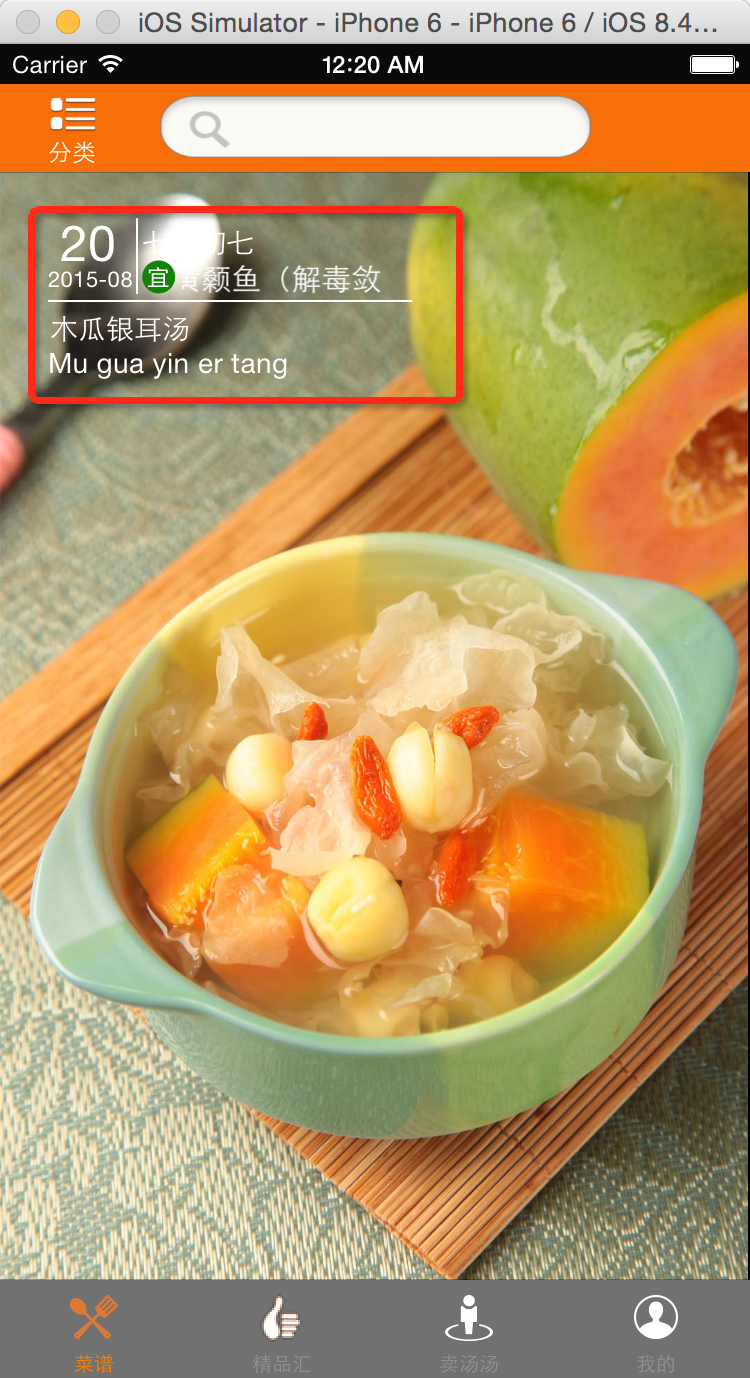 iOS Simulator - iPhone 6 - iPhone 6 / iOS 8.4...
Carrier 12:20 AM
分类
20
初七
2015-08
宜 黄颡鱼（解毒敛
木瓜银耳汤
Mu gua yin er tang
菜谱 精品汇 卖汤汤 我的